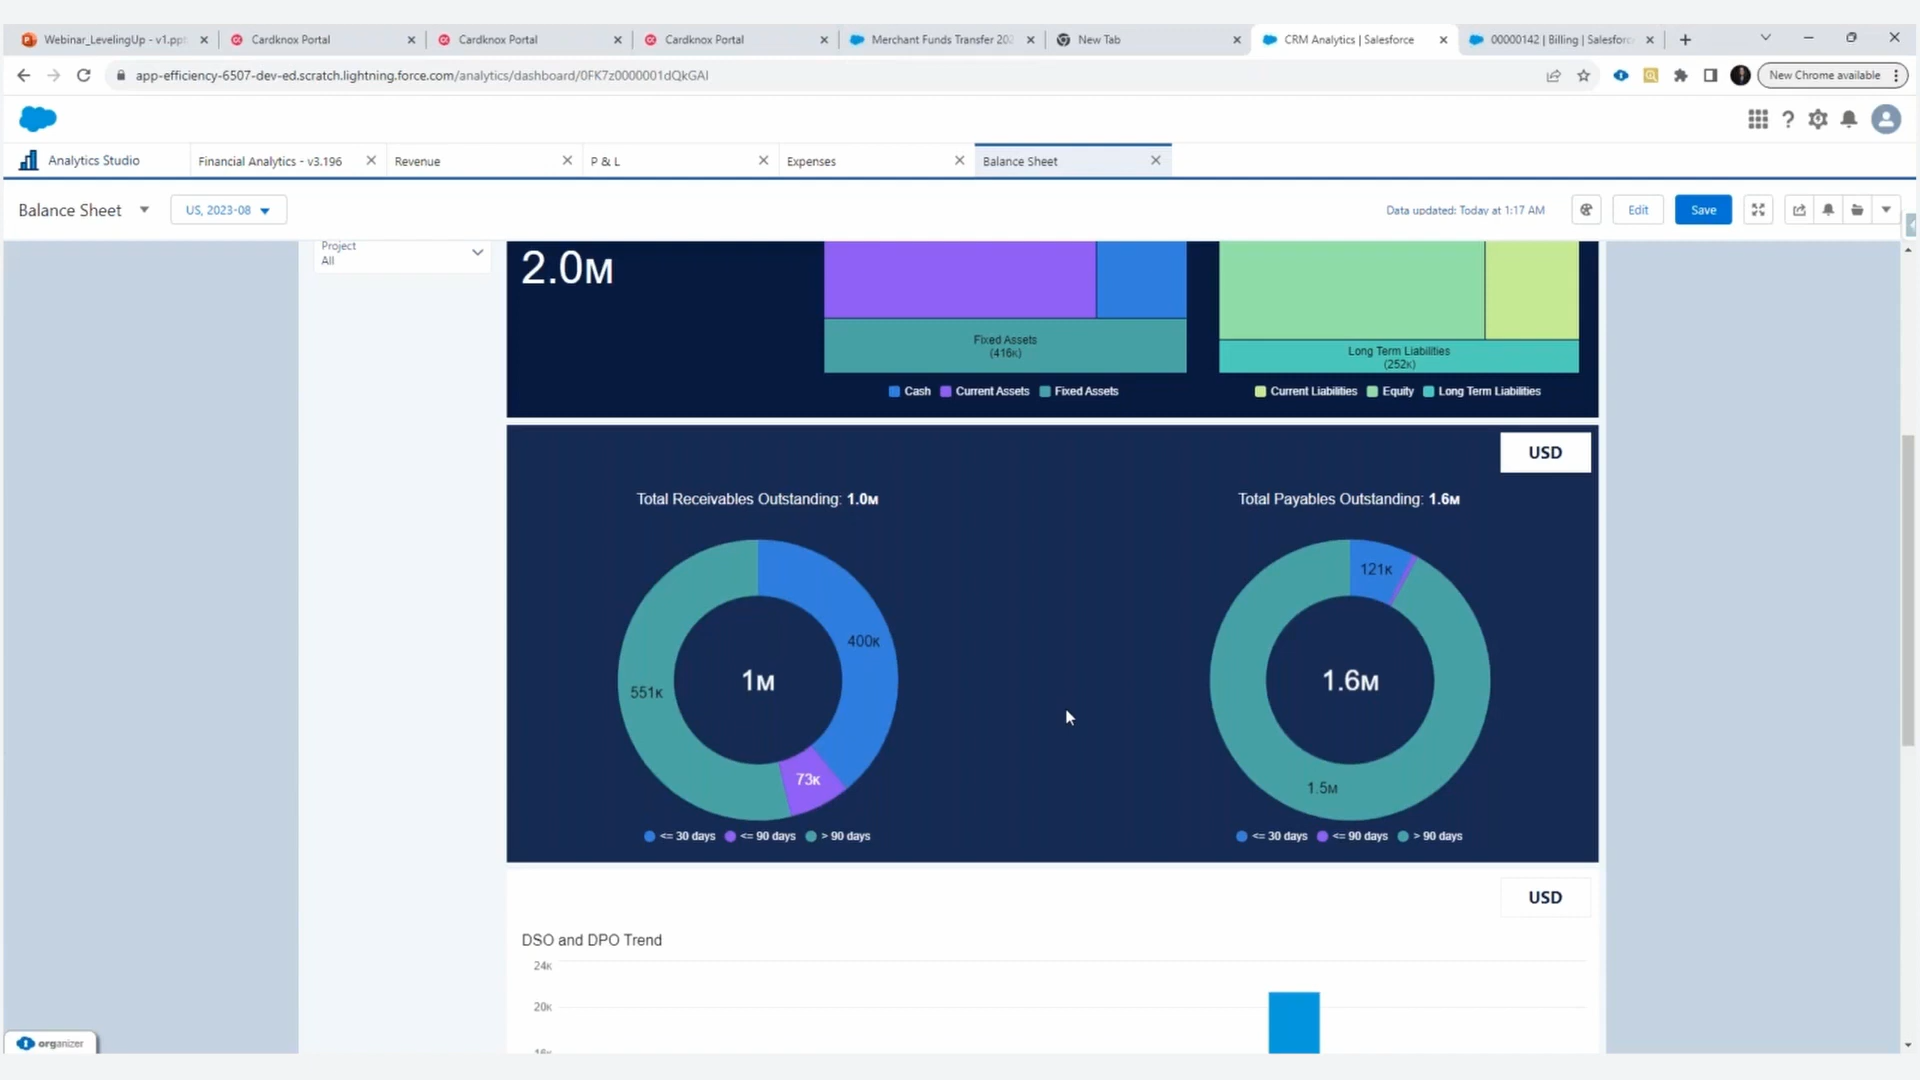 Webinar_LevelingUp - v1.ppt
Cardknox Portal
Cardknox Portal
Cardknox Portal
Merchant Funds Transfer 202
New Tab
CRM Analytics | Salesforce
00000142 | Billing | Salesforc
app-efficiency-6507-dev-ed.scratch.lightning.force.com/analytics/dashboard/0FK7z0000001dQkGAI
New Chrome available
Analytics Studio
Financial Analytics - v3.196
Revenue
P & L
Expenses
Balance Sheet
Balance Sheet
US, 2023-08
Data updated: Today at 1:17 AM
Edit
Save
Project
All
2.0M
Fixed Assets
(416K)
Cash
Current Assets
Fixed Assets
Long Term Liabilities
(252K)
Current Liabilities
Equity
Long Term Liabilities
USD
Total Receivables Outstanding: 1.0M
Total Payables Outstanding: 1.6M
400K
551K
1M
73K
<= 30 days
<= 90 days
> 90 days
121K
1.6M
1.5M
<= 30 days
<= 90 days
> 90 days
USD
DSO and DPO Trend
24K
20K
organizer